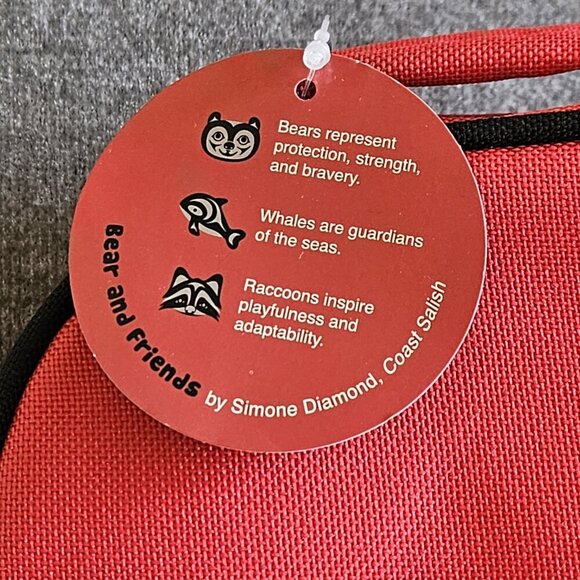 Bears represent
protection, strength,
and bravery.
Whales are guardians
of the seas.
Raccoons inspire
playfulness and
adaptability.
Bear and Friends by Simone Diamond, Coast Salish